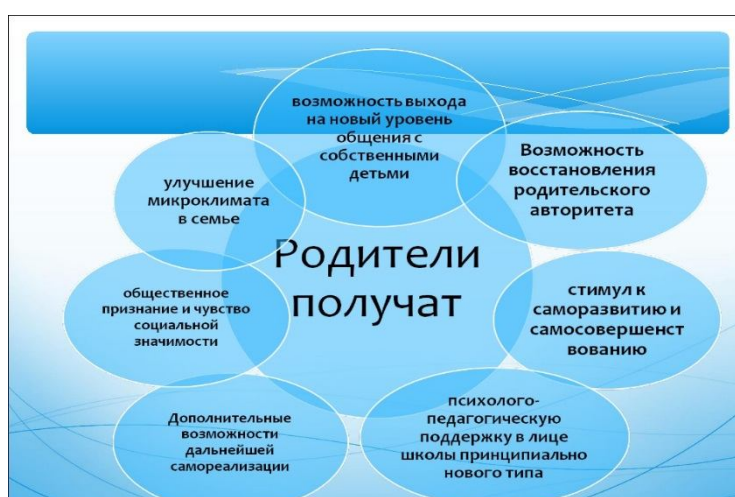 возможность выхода
на новый уровень
общения с
собственными
детьми
Возможность
восстановления
родительского
авторитета
улучшение
микроклимата
в семье
Родители
получат
общественное
признание и чувство
социальной
значимости
стимул к
саморазвитию и
самосовершенст
вованию
Дополнительные
возможности
дальнейшей
самореализации
психолого-
педагогическую
поддержку в лице
школы принципиально
нового типа